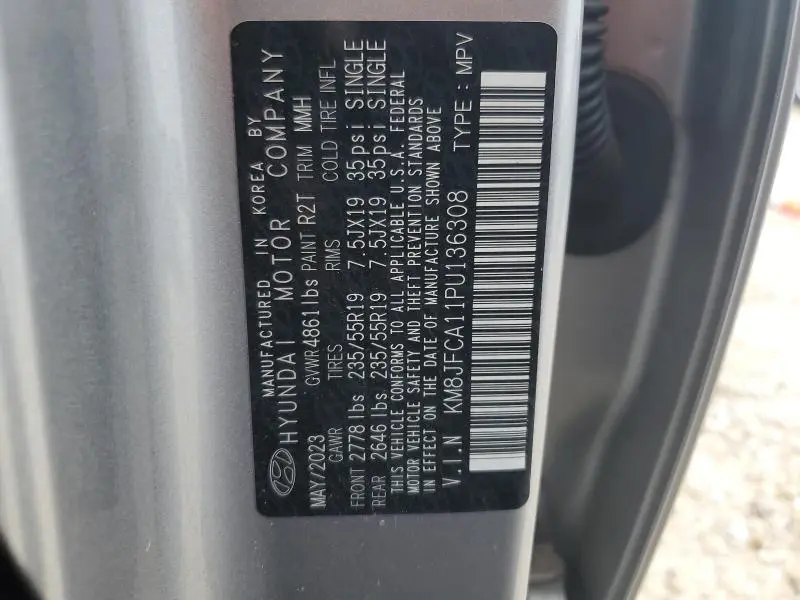 MANUFACTURED IN KOREA BY
HYUNDAI MOTOR COMPANY
MAY/2023 GVWR 4861lbs PAINT R2T TRIM MMH
GAWR TIRES RIMS COLD TIRE INFL
FRONT 2778 lbs 235/55R19 7.5JX19 35psi SINGLE
REAR 2646 lbs 235/55R19 7.5JX19 35psi SINGLE
THIS VEHICLE CONFORMS TO ALL APPLICABLE U.S.A. FEDERAL
MOTOR VEHICLE SAFETY AND THEFT PREVENTION STANDARDS
IN EFFECT ON THE DATE OF MANUFACTURE SHOWN ABOVE
V.I.N KM8JFCA11PU136308 TYPE : MPV